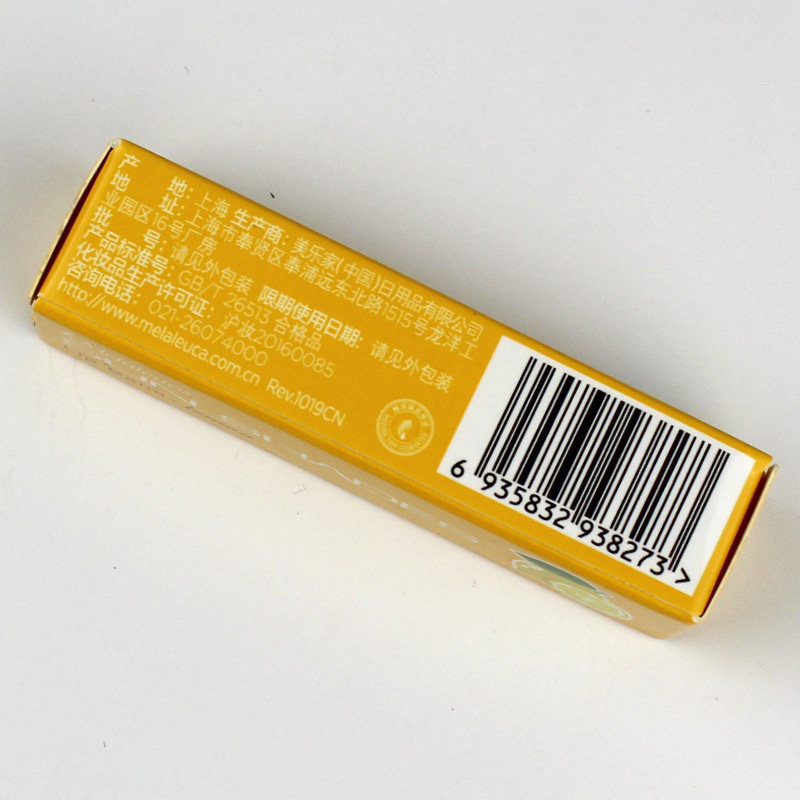 产 地：上海 生产商：美乐家(中国)日用品有限公司
地 址：上海市奉贤区奉浦远东北路1515号龙洋工
业园区16号厂房
批 号：请见外包装 限期使用日期：请见外包装
产品标准号：GB/T 26513 合格品
化妆品生产许可证：沪妆20160085
咨询电话：021-26074000
http://www.melaleuca.com.cn Rev.1019CN
6 935832 938273 >